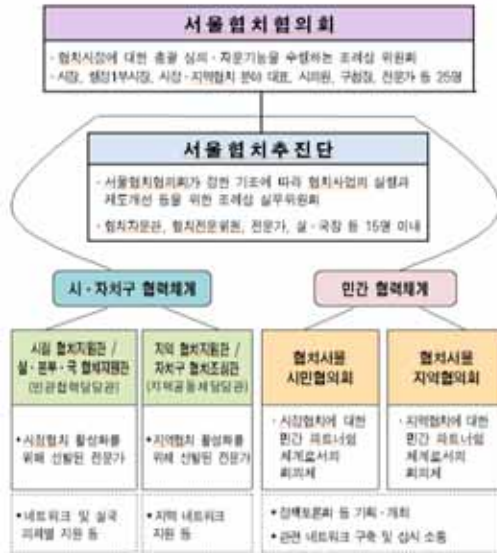 서울협치협의회
· 협치시정에 대한 총괄 심의·자문기능을 수행하는 조례상 위원회
· 시장, 행정1부시장, 시장·지역협치 분야 대표, 시의원, 구청장, 전문가 등 25명
서울협치추진단
· 서울협치협의회가 정한 기조에 따라 협치사업의 실행과
제도개선 등을 위한 조례상 실무위원회
· 협치자문관, 협치전문위원, 전문가, 실·국장 등 15명 이내
시·자치구 협력체계
민간 협력체계
시정 협치지원관 /
실·본부·국 협치지원관
(민관협력담당관)
지역 협치지원관 /
자치구 협치조정관
(지역공동체담당관)
협치서울
시민협의회
협치서울
지역협의회
• 시정협치 활성화를
위해 선발된 전문가
• 지역협치 활성화를
위해 선발된 전문가
· 시정협치에 대한
민간 파트너쉽
체계로서의
회의체
· 지역협치에 대한
민간 파트너쉽
체계로서의
회의체
• 네트워크 및 실국
의제별 지원 등
• 지역 네트워크
지원 등
• 정책토론회 등 기획·개최
• 관련 네트워크 구축 및 상시 소통